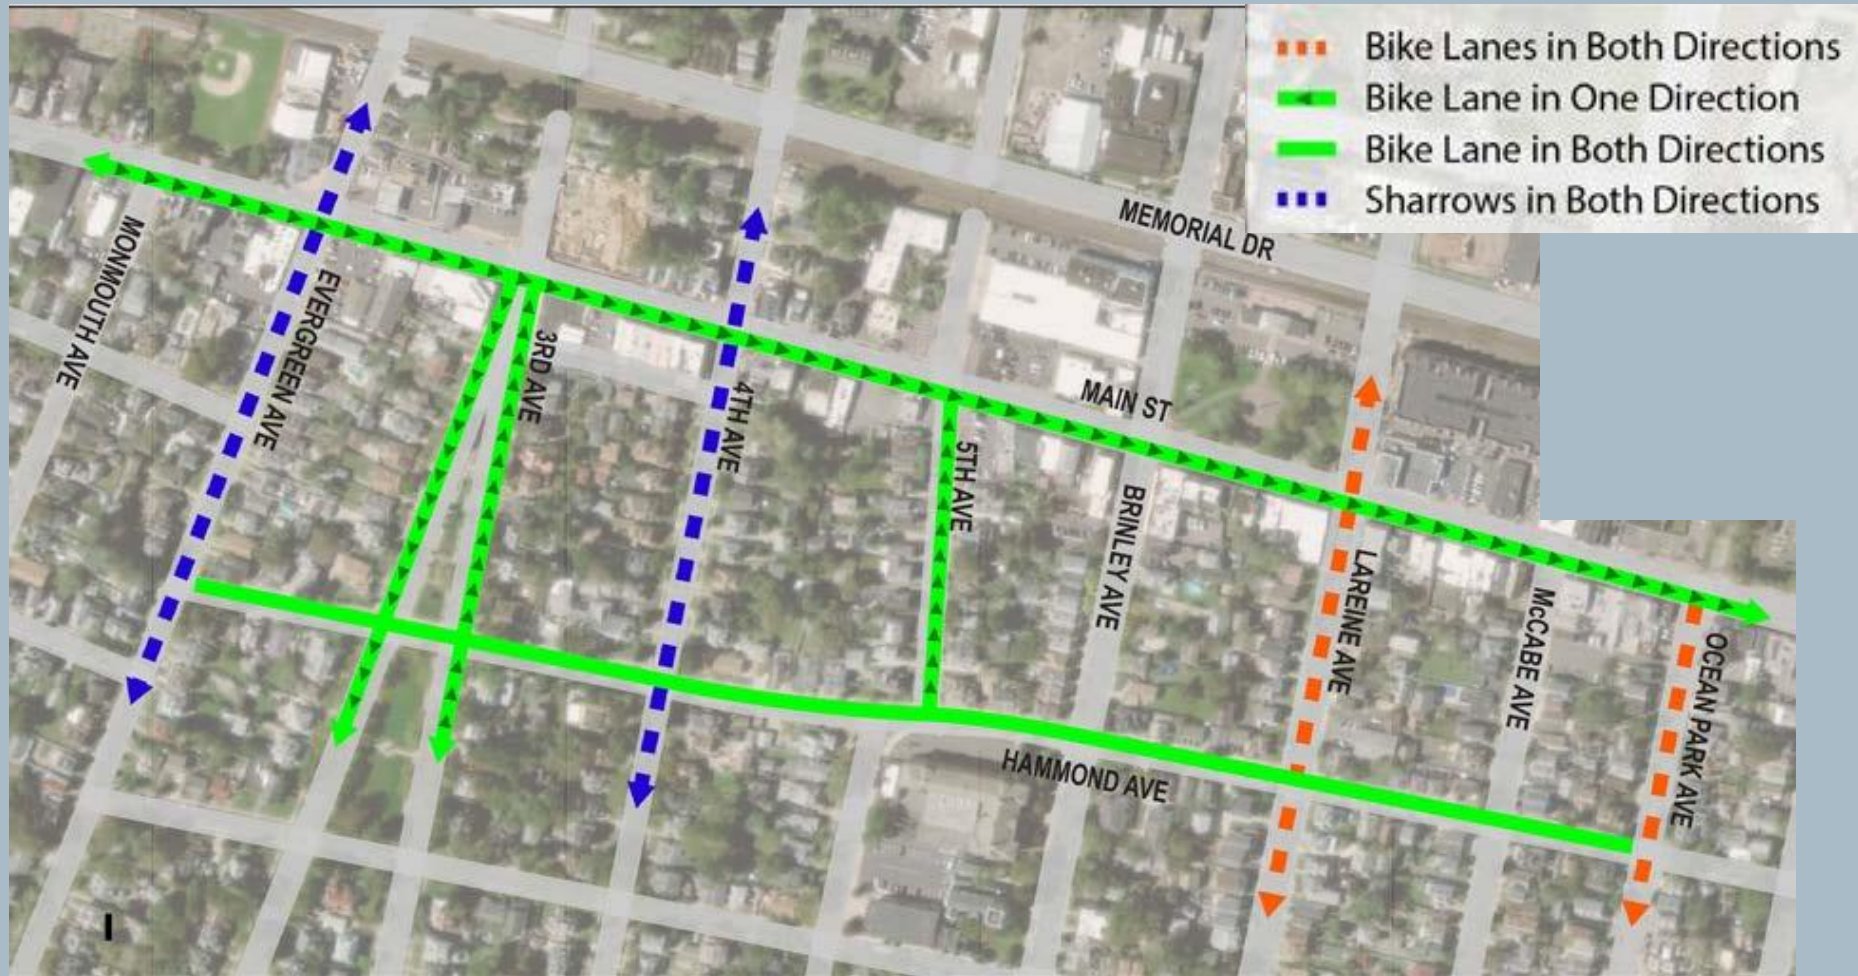 Bike Lanes in Both Directions
Bike Lane in One Direction
Bike Lane in Both Directions
Sharrows in Both Directions
MEMORIAL DR
MONMOUTH AVE
EVERGREEN AVE
3RD AVE
4TH AVE
MAIN ST
5TH AVE
BRINLEY AVE
LAREINE AVE
McCABE AVE
OCEAN PARK AVE
HAMMOND AVE
I